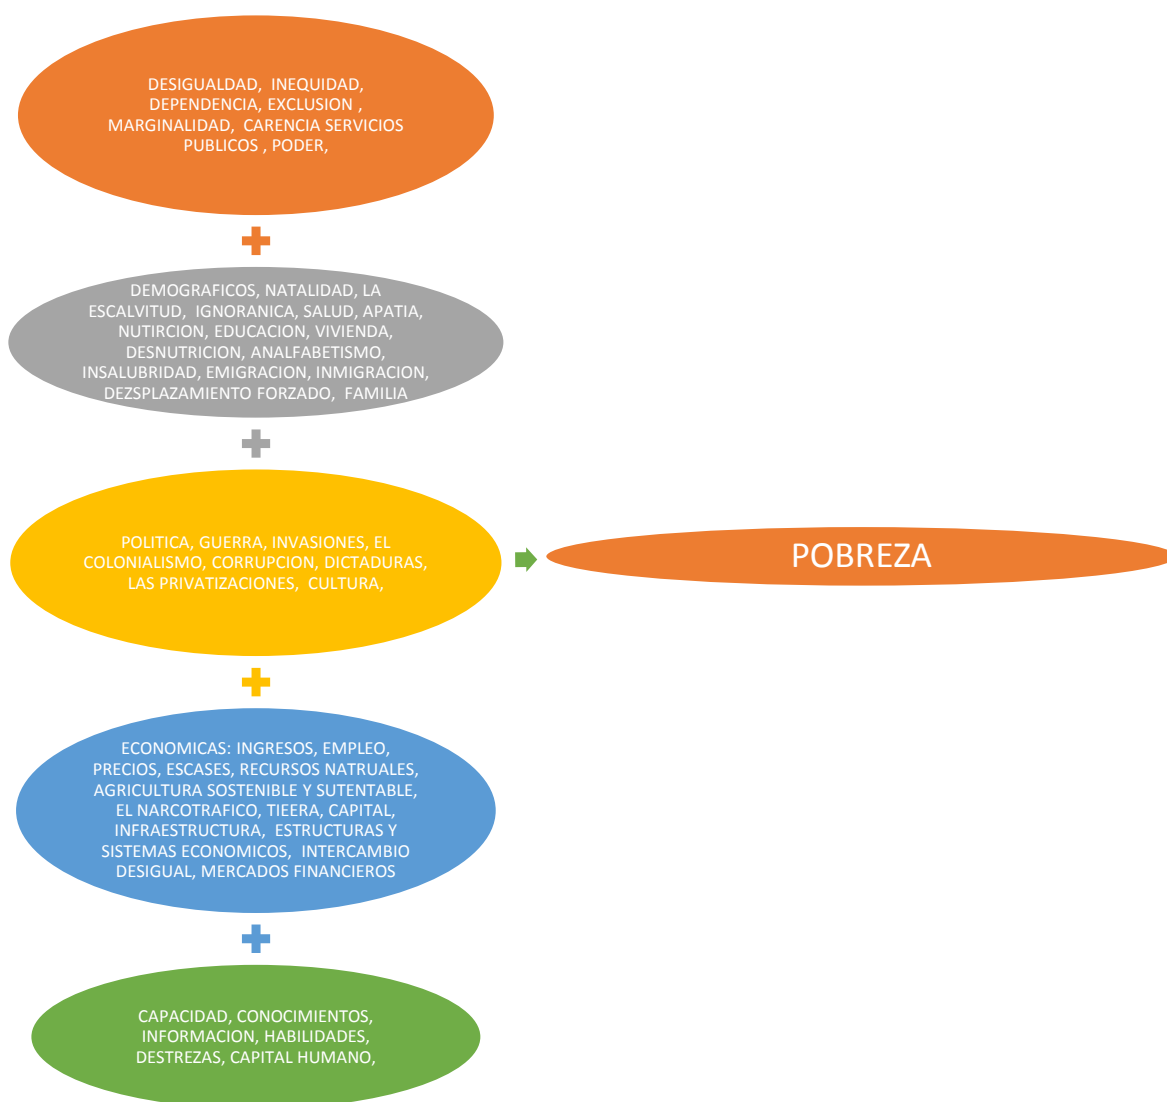 DESIGUALDAD, INEQUIDAD,
DEPENDENCIA, EXCLUSION ,
MARGINALIDAD, CARENCIA SERVICIOS
PUBLICOS , PODER,
DEMOGRAFICOS, NATALIDAD, LA
ESCALVITUD, IGNORANICA, SALUD, APATIA,
NUTIRCION, EDUCACION, VIVIENDA,
DESNUTRICION, ANALFABETISMO,
INSALUBRIDAD, EMIGRACION, INMIGRACION,
DEZSPLAZAMIENTO FORZADO, FAMILIA
POLITICA, GUERRA, INVASIONES, EL
COLONIALISMO, CORRUPCION, DICTADURAS,
LAS PRIVATIZACIONES, CULTURA,
ECONOMICAS: INGRESOS, EMPLEO,
PRECIOS, ESCASES, RECURSOS NATRUALES,
AGRICULTURA SOSTENIBLE Y SUTENTABLE,
EL NARCOTRAFICO, TIEERA, CAPITAL,
INFRAESTRUCTURA, ESTRUCTURAS Y
SISTEMAS ECONOMICOS, INTERCAMBIO
DESIGUAL, MERCADOS FINANCIEROS
CAPACIDAD, CONOCIMIENTOS,
INFORMACION, HABILIDADES,
DESTREZAS, CAPITAL HUMANO,
POBREZA